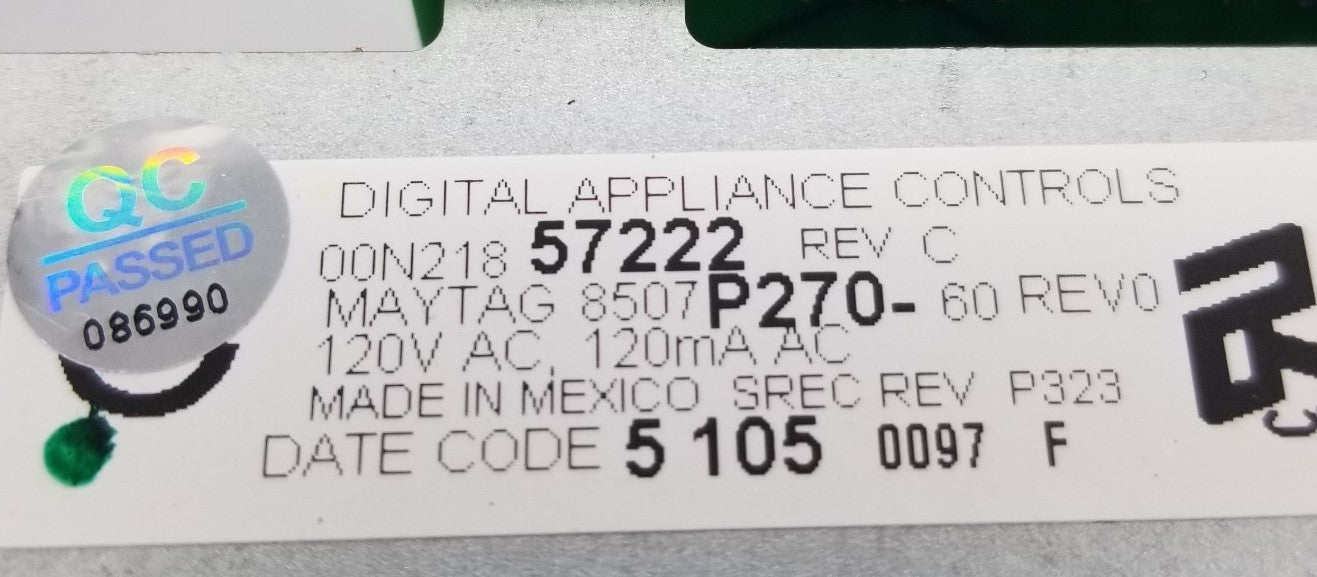 QC
PASSED
086990
DIGITAL APPLIANCE CONTROLS
00N218 57222 REV C
MAYTAG 8507P270- 60 REV0
120V AC, 120mA AC
MADE IN MEXICO SREC REV P323
DATE CODE 5 105 0097 F